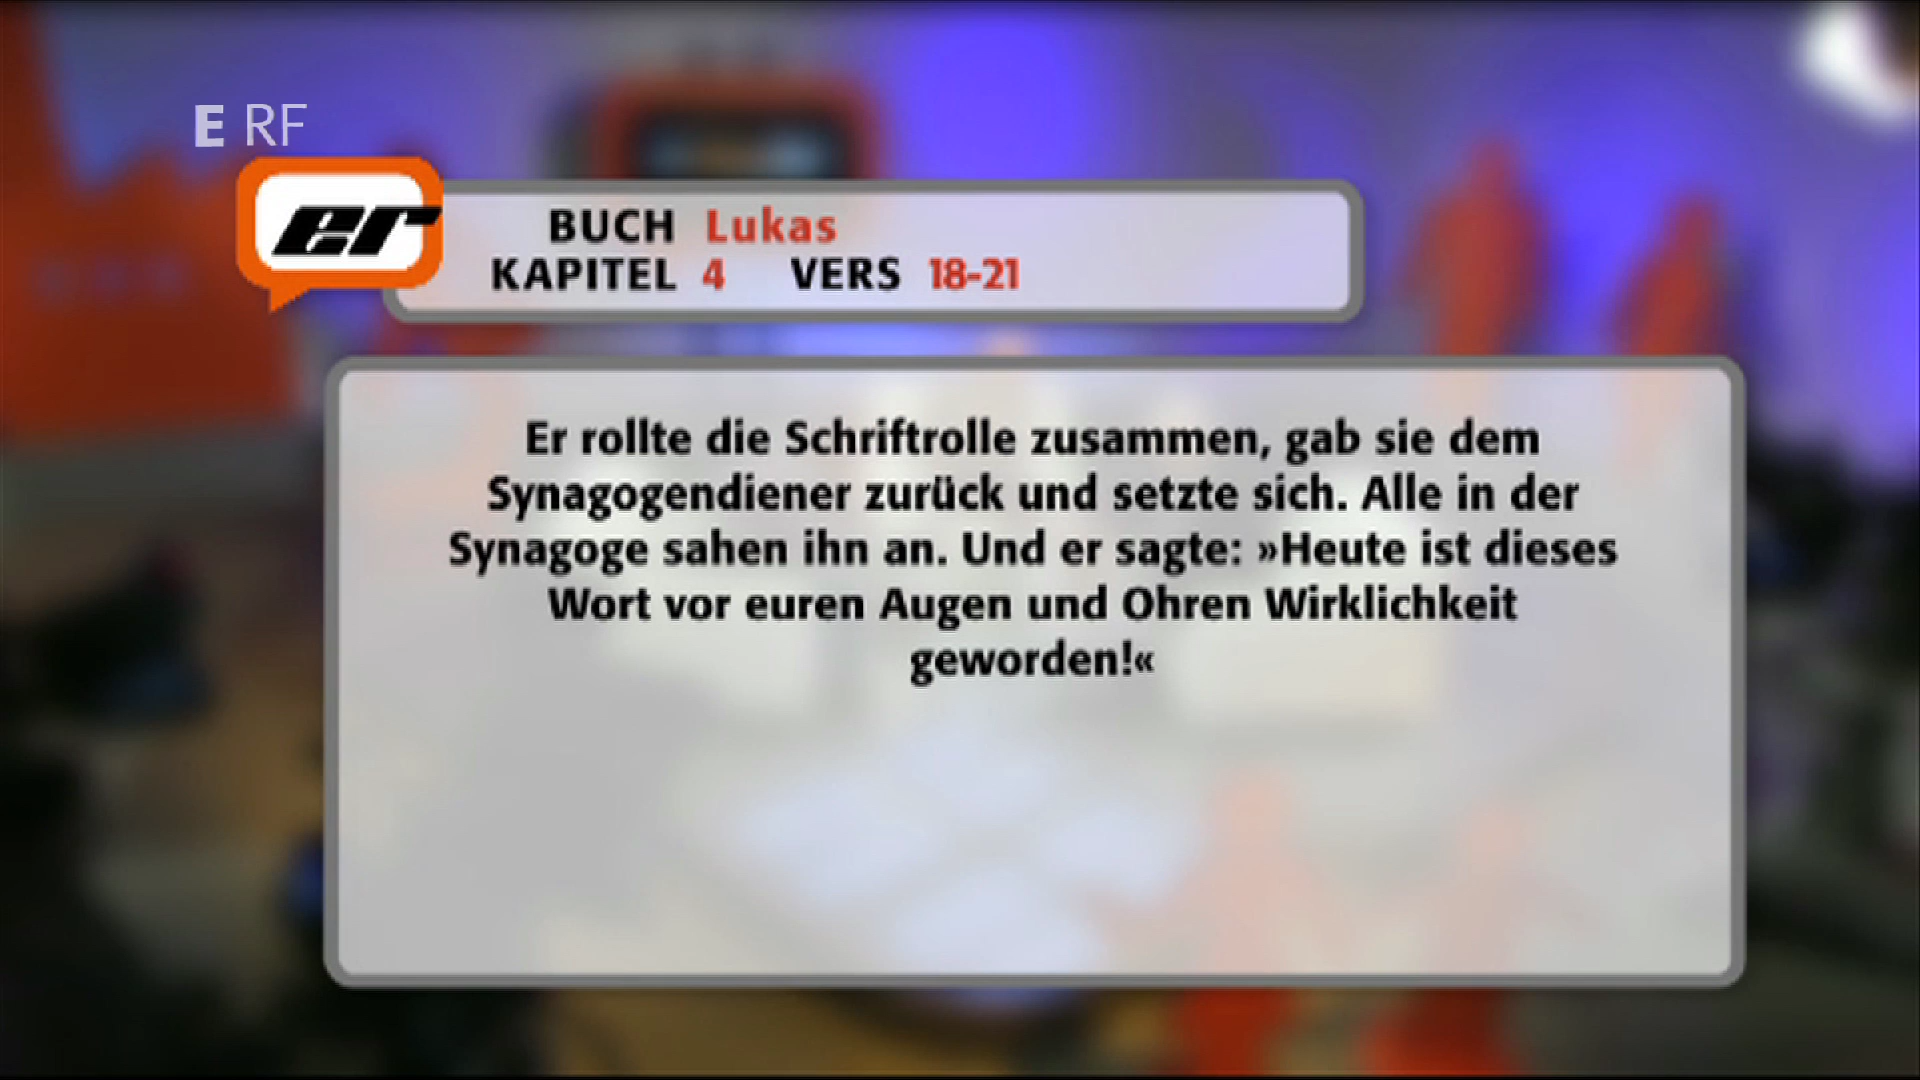 E RF
er
BUCH Lukas
KAPITEL 4 VERS 18-21
Er rollte die Schriftrolle zusammen, gab sie dem
Synagogendiener zurück und setzte sich. Alle in der
Synagoge sahen ihn an. Und er sagte: »Heute ist dieses
Wort vor euren Augen und Ohren Wirklichkeit
geworden!«